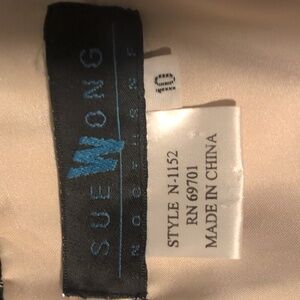 SUE WONG
NOCTURNE
10
STYLE N-1152
RN 69701
MADE IN CHINA